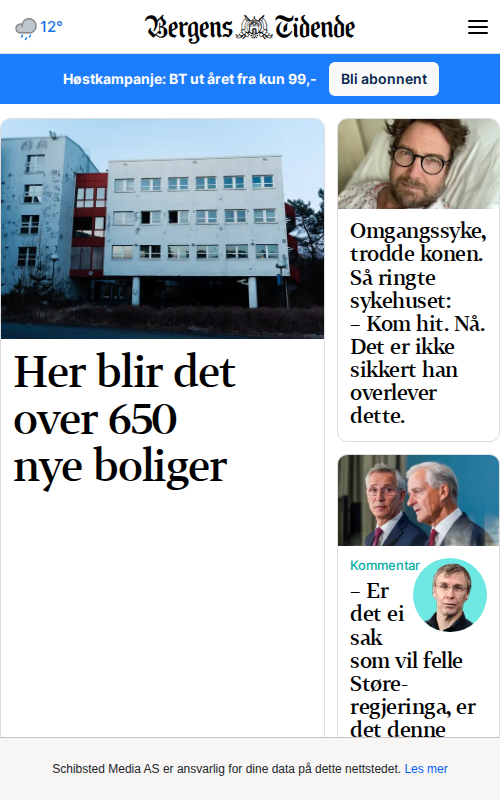 12°
Bergens Tidende
Høstkampanje: BT ut året fra kun 99,-
Bli abonnent
Her blir det
over 650
nye boliger
Omgangssyke,
trodde konen.
Så ringte
sykehuset:
– Kom hit. Nå.
Det er ikke
sikkert han
overlever
dette.
Kommentar
– Er
det ei
sak
som vil felle
Støre-
regjeringa, er
det denne
Schibsted Media AS er ansvarlig for dine data på dette nettstedet. Les mer